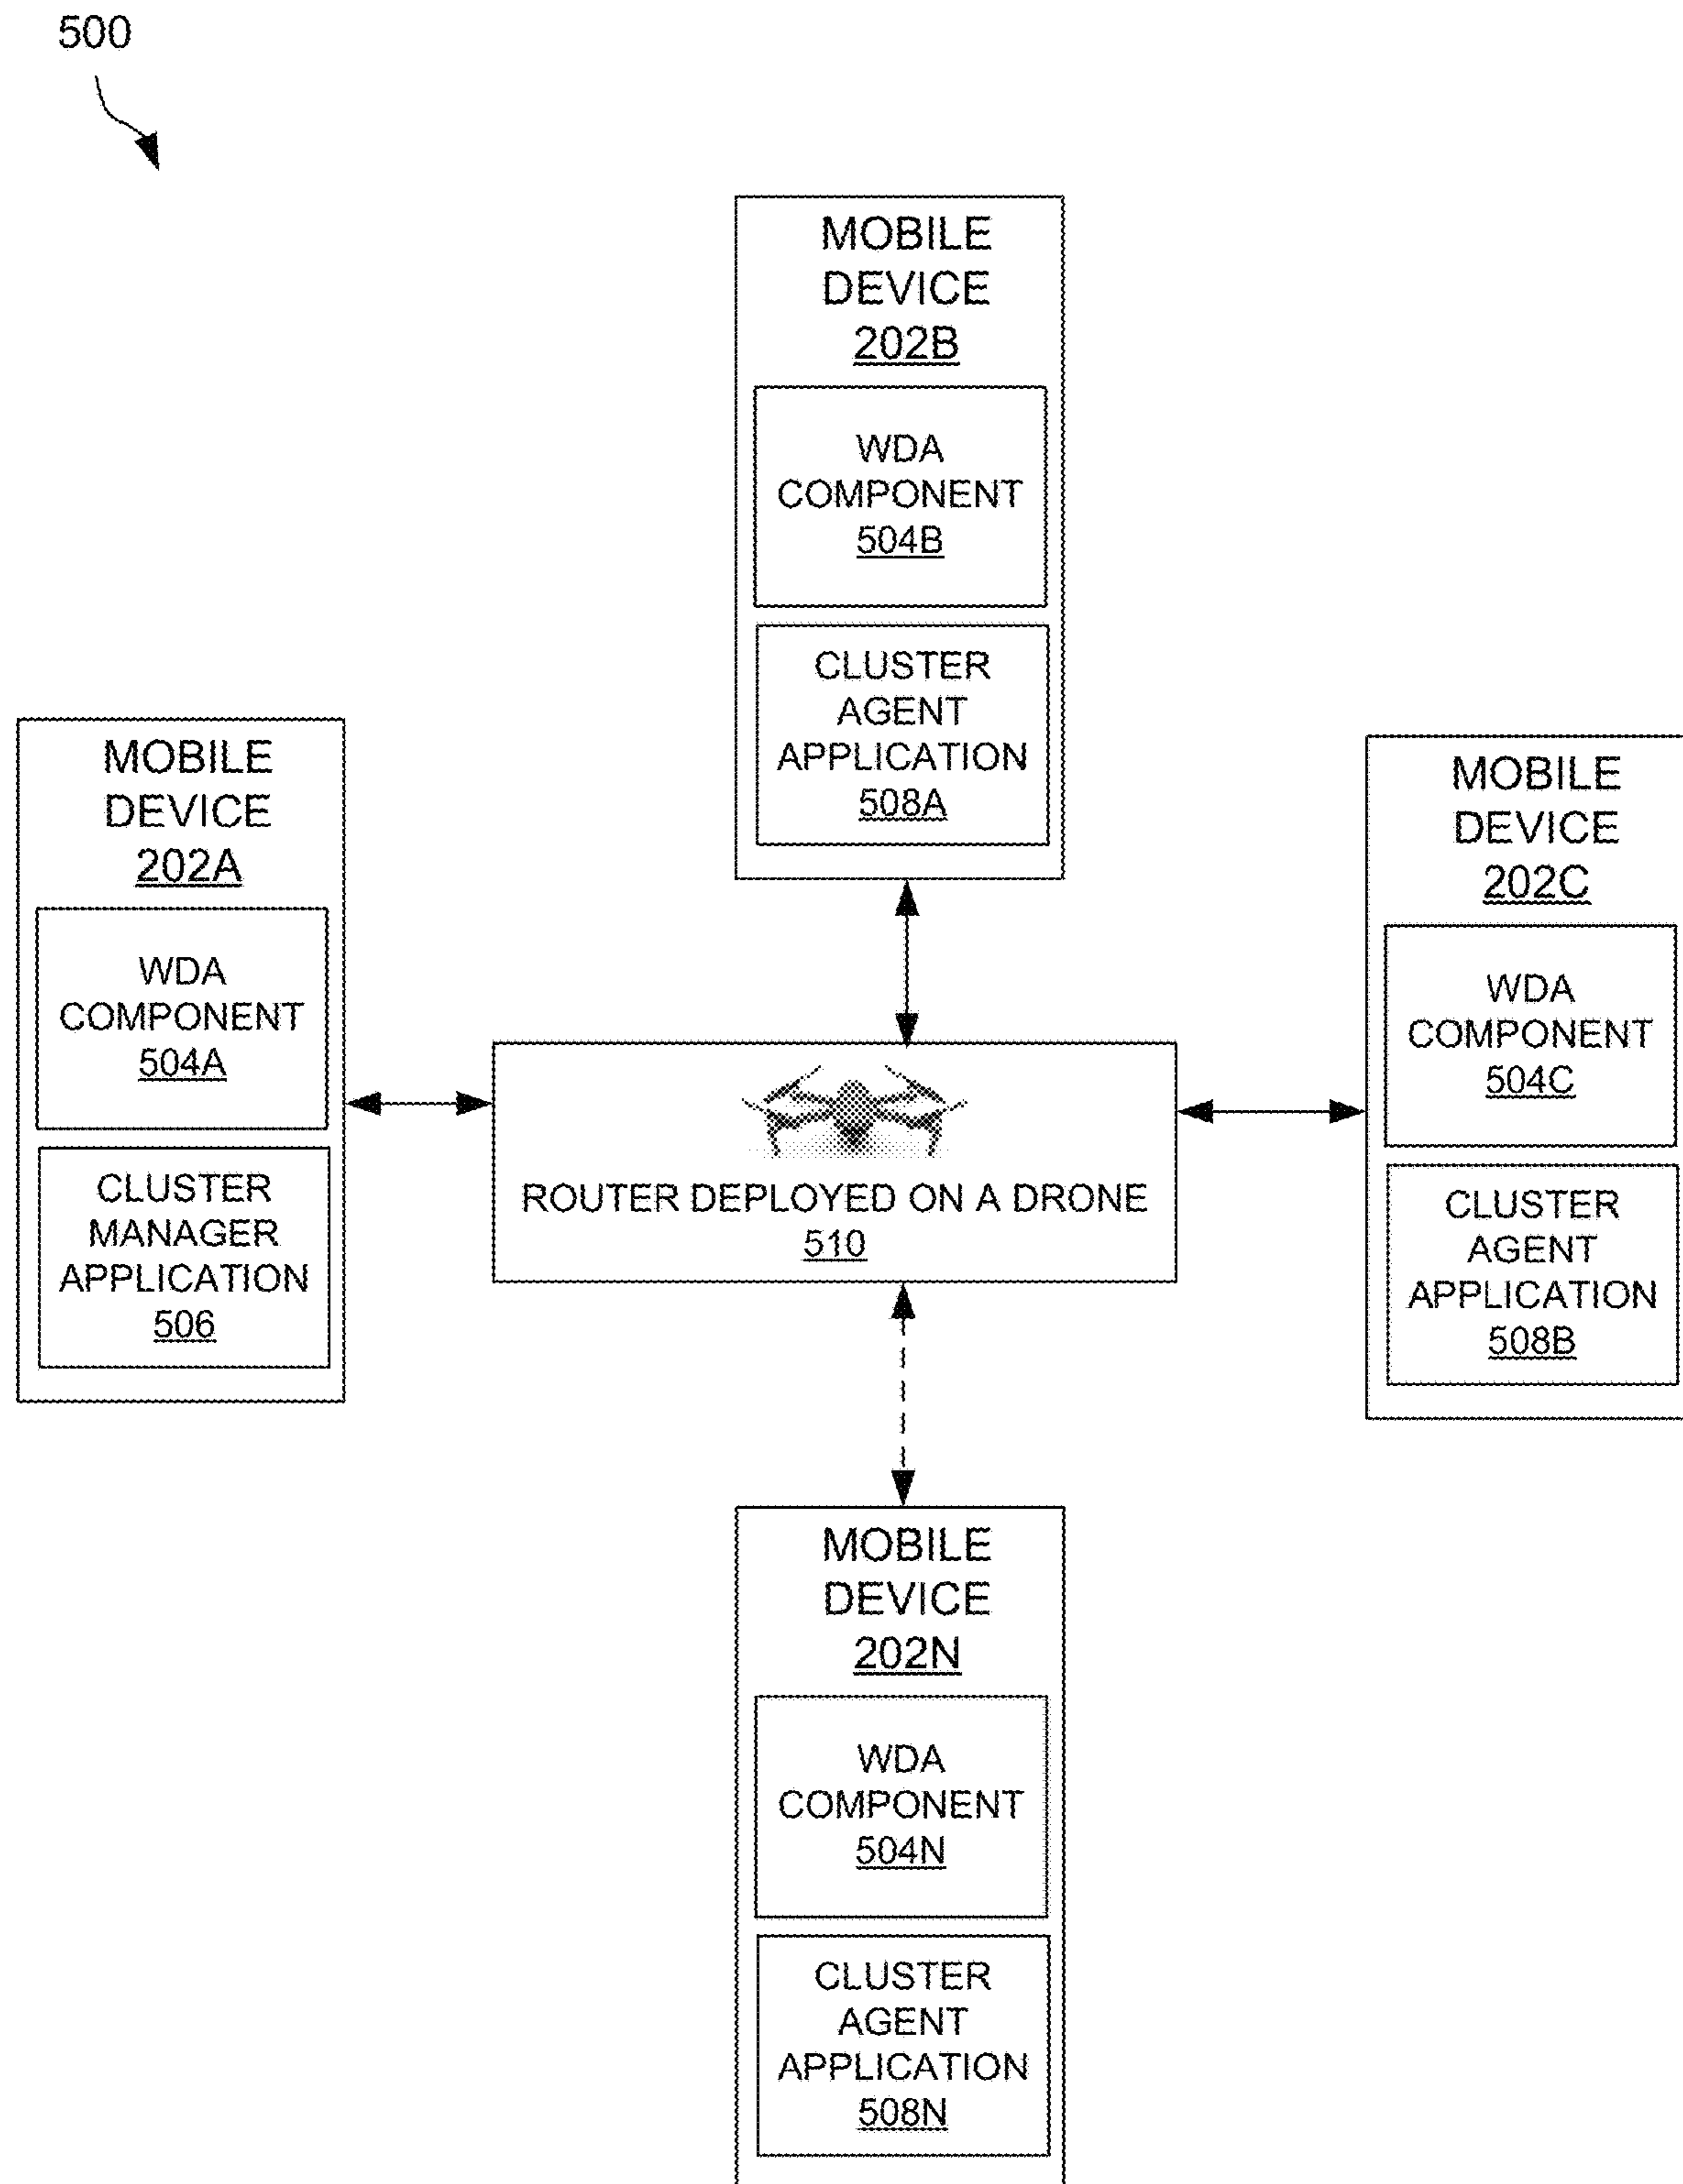 500
MOBILE
DEVICE
202B
WDA
COMPONENT
504B
CLUSTER
AGENT
APPLICATION
508A
MOBILE
DEVICE
202A
WDA
COMPONENT
504A
CLUSTER
MANAGER
APPLICATION
506
ROUTER DEPLOYED ON A DRONE
510
MOBILE
DEVICE
202C
WDA
COMPONENT
504C
CLUSTER
AGENT
APPLICATION
508B
MOBILE
DEVICE
202N
WDA
COMPONENT
504N
CLUSTER
AGENT
APPLICATION
508N